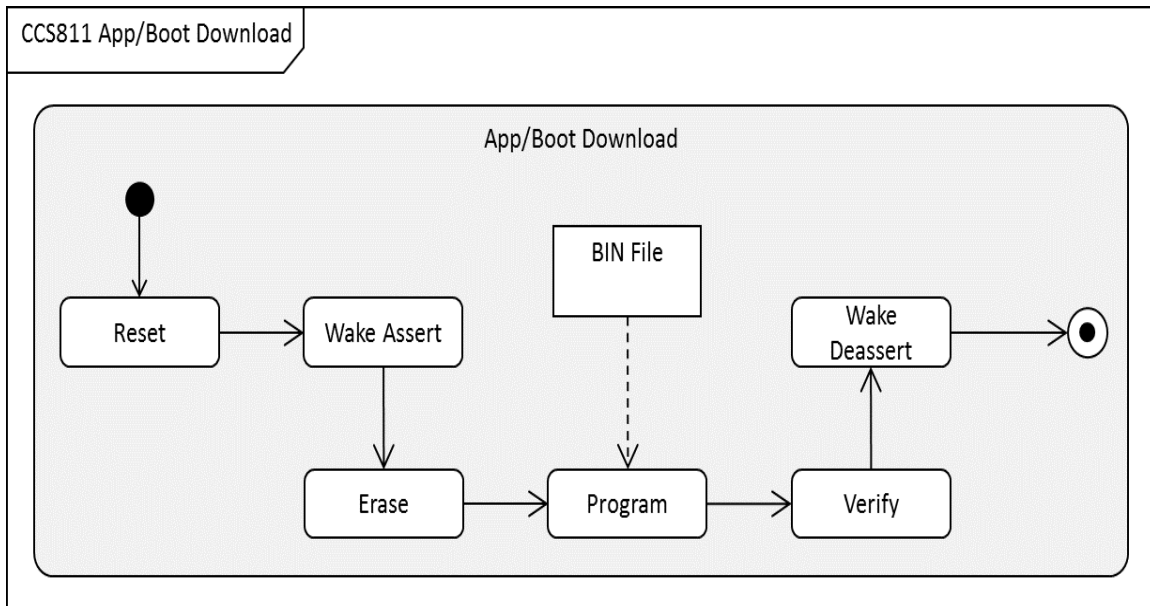 CCS811 App/Boot Download
App/Boot Download
BIN File
Reset
Wake Assert
Wake
Deassert
Erase
Program
Verify